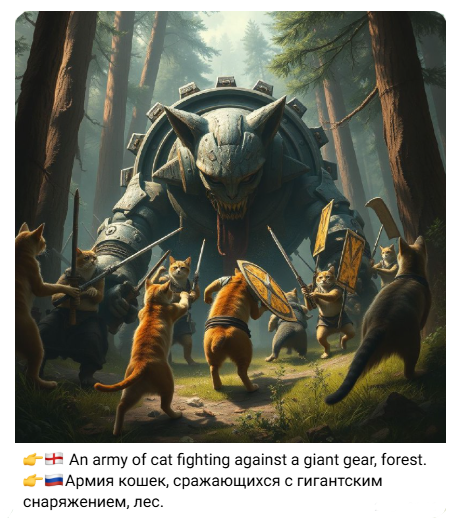 👉🏴󠁧󠁢󠁥󠁮󠁧󠁿 An army of cat fighting against a giant gear, forest.
👉🇷🇺Армия кошек, сражающихся с гигантским
снаряжением, лес.